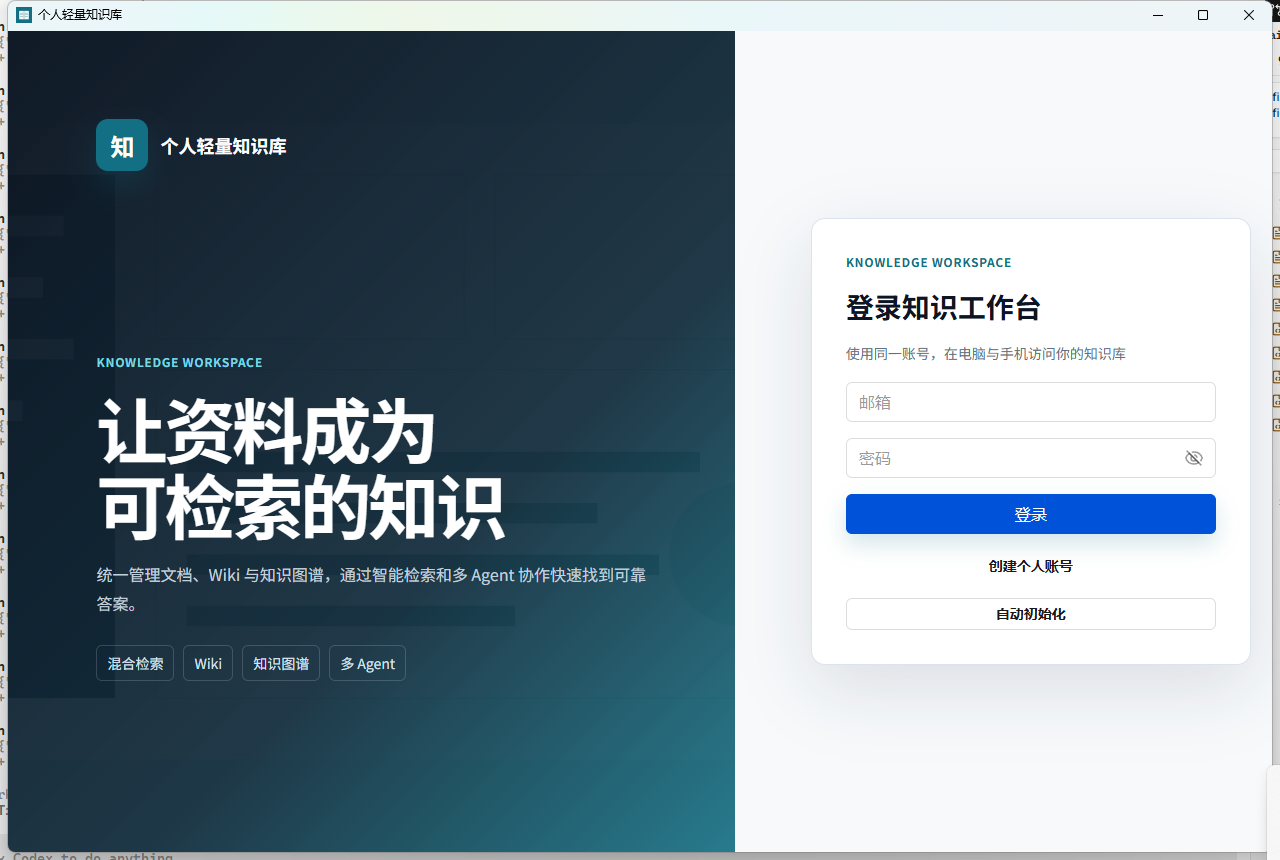 个人轻量知识库
知 个人轻量知识库
KNOWLEDGE WORKSPACE
让资料成为
可检索的知识
统一管理文档、Wiki 与知识图谱，通过智能检索和多 Agent 协作快速找到可靠
答案。
混合检索 Wiki 知识图谱 多 Agent
KNOWLEDGE WORKSPACE
登录知识工作台
使用同一账号，在电脑与手机访问你的知识库
邮箱
密码
登录
创建个人账号
自动初始化
Codex to do anything